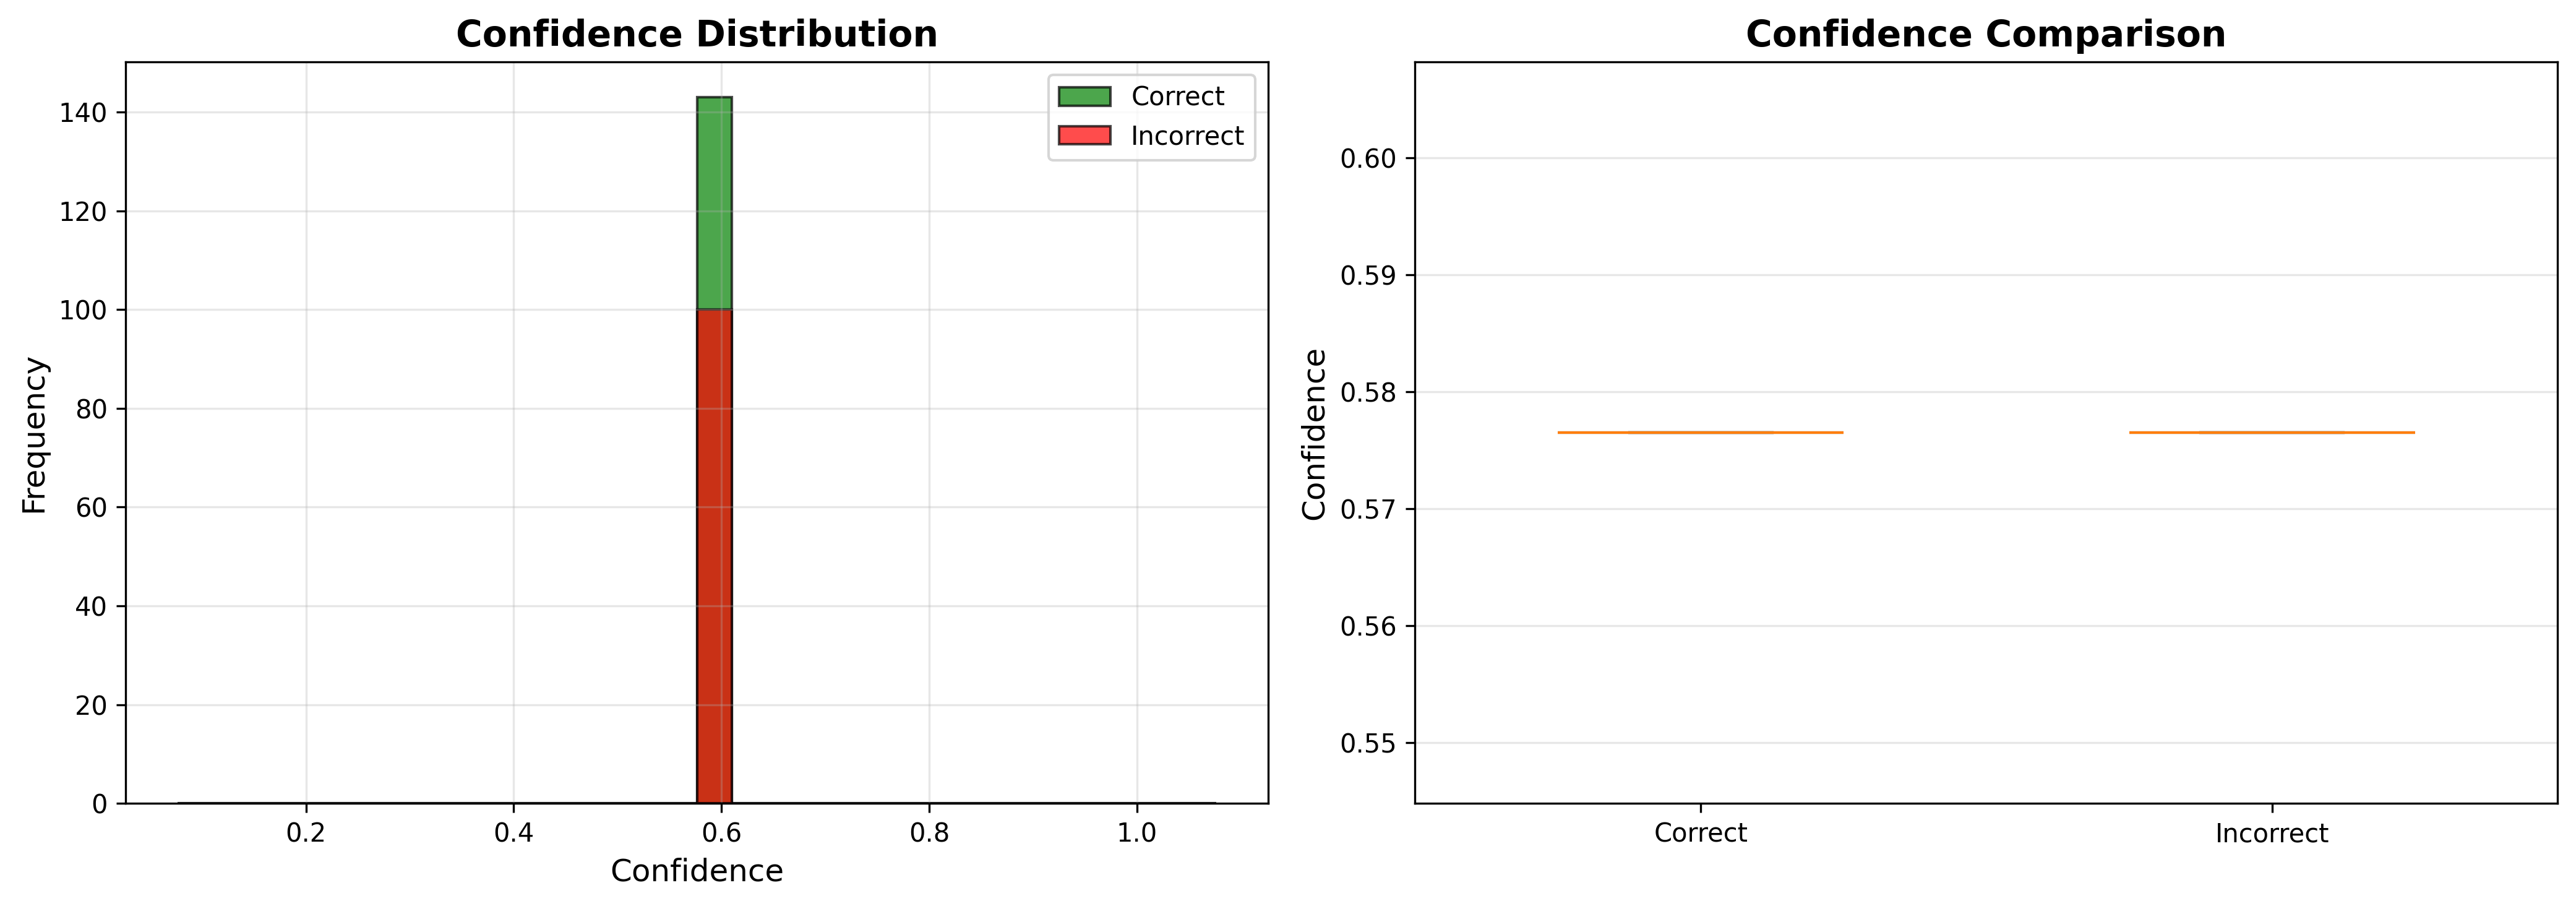 Confidence Distribution
Correct
Incorrect
140
120
100
80
60
40
20
0
Frequency
0.2 0.4 0.6 0.8 1.0
Confidence
Confidence Comparison
0.60
0.59
0.58
0.57
0.56
0.55
Confidence
Correct Incorrect